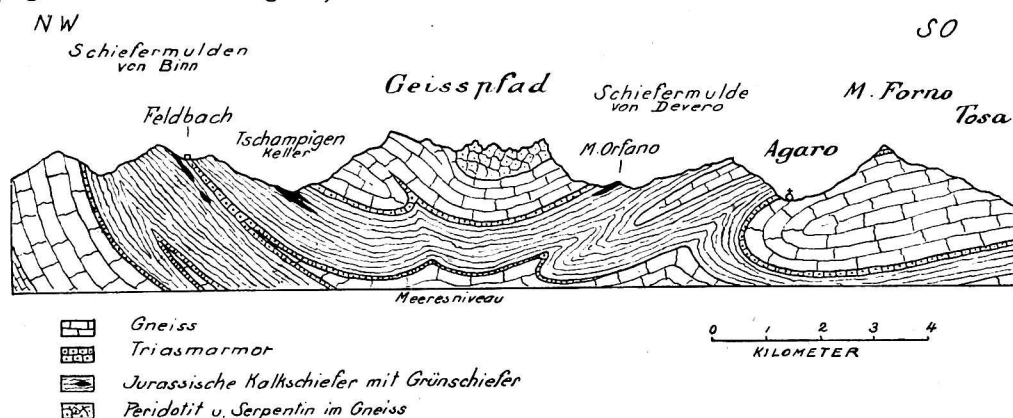 NW
SO
Schiefermulden
von Binn
Geisspfad
Schiefermulde
von Devero
M. Forno
Tosa
Feldbach
Tschampigen
Keller
M. Orfano
Agaro
Meeresniveau
Gneiss
Triasmarmor
Jurassische Kalkschiefer mit Grünschiefer
Peridotit u. Serpentin im Gneiss
0 1 2 3 4
KILOMETER